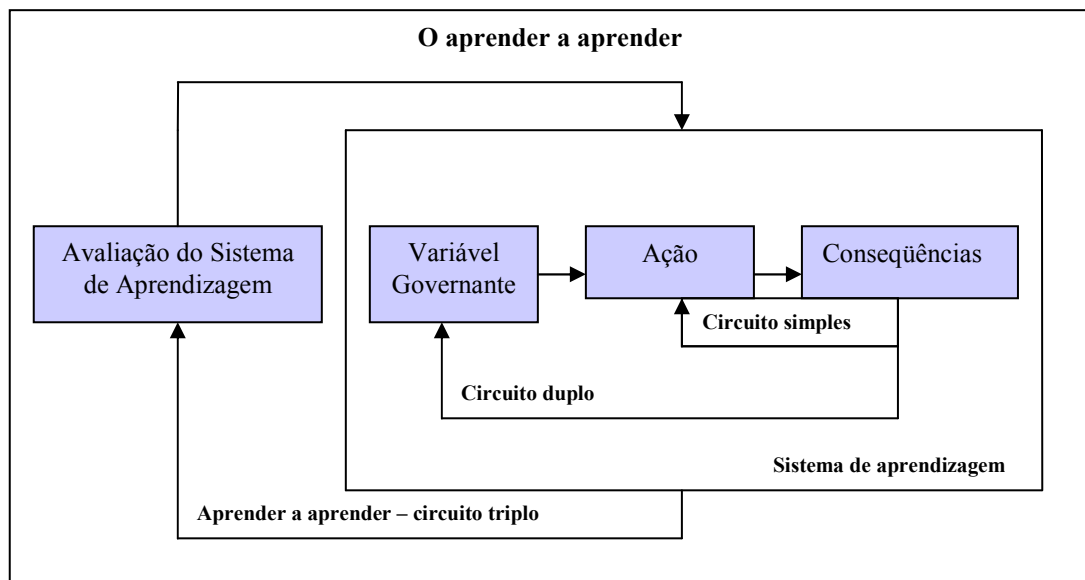 O aprender a aprender
Avaliação do Sistema
de Aprendizagem
Variável
Governante
Ação
Conseqüências
Circuito simples
Circuito duplo
Sistema de aprendizagem
Aprender a aprender – circuito triplo